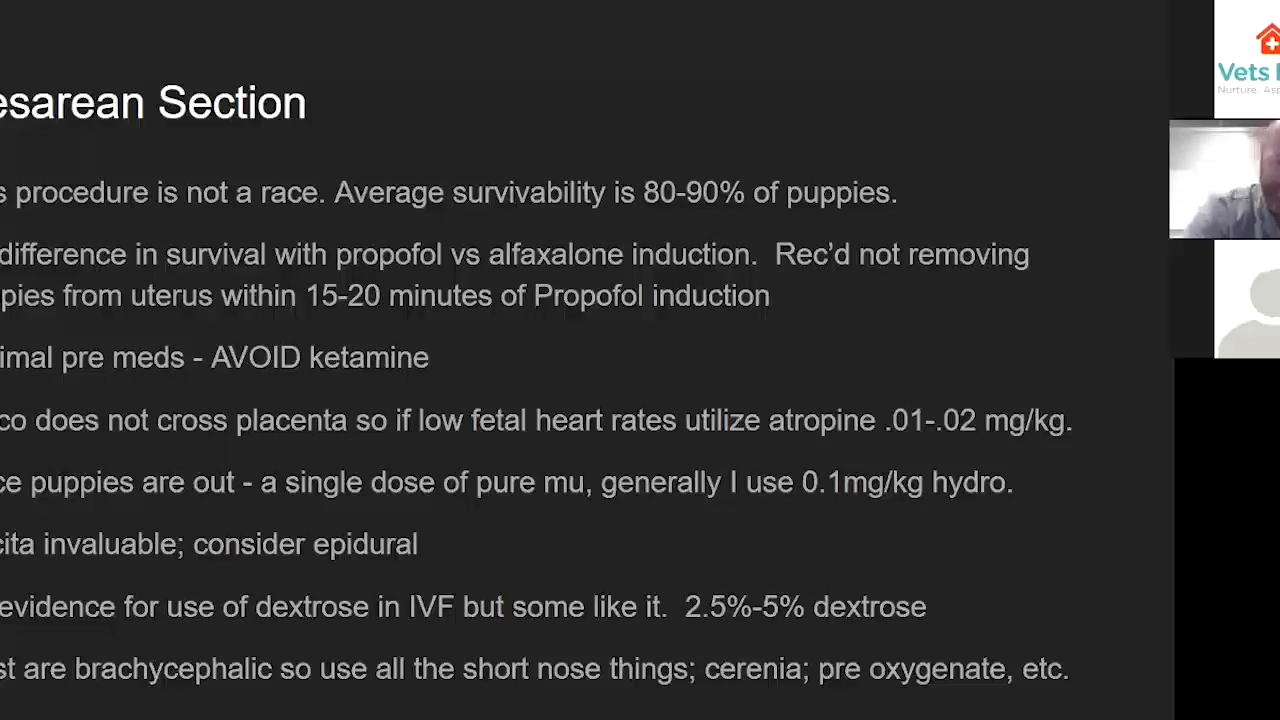 esarean Section
s procedure is not a race. Average survivability is 80-90% of puppies.
difference in survival with propofol vs alfaxalone induction. Rec'd not removing
pies from uterus within 15-20 minutes of Propofol induction
imal pre meds - AVOID ketamine
co does not cross placenta so if low fetal heart rates utilize atropine .01-.02 mg/kg.
ce puppies are out - a single dose of pure mu, generally I use 0.1mg/kg hydro.
cita invaluable; consider epidural
evidence for use of dextrose in IVF but some like it. 2.5%-5% dextrose
st are brachycephalic so use all the short nose things; cerenia; pre oxygenate, etc.
Vets
Nurture. Asp